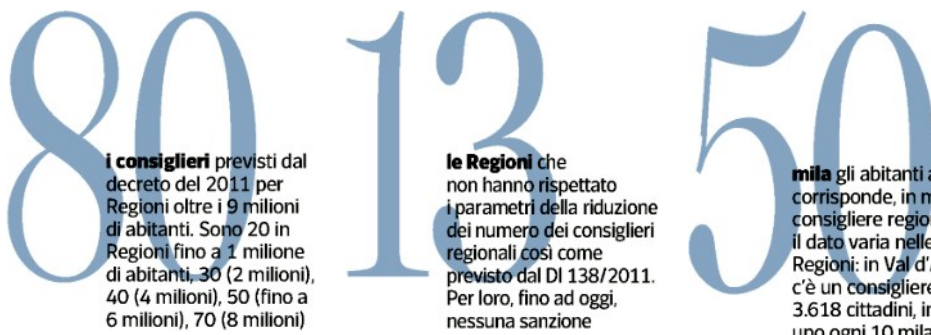 80
i consiglieri previsti dal
decreto del 2011 per
Regioni oltre i 9 milioni
di abitanti. Sono 20 in
Regioni fino a 1 milione
di abitanti, 30 (2 milioni),
40 (4 milioni), 50 (fino a
6 milioni), 70 (8 milioni)
13
le Regioni che
non hanno rispettato
i parametri della riduzione
dei numero dei consiglieri
regionali così come
previsto dal Dl 138/2011.
Per loro, fino ad oggi,
nessuna sanzione
50
mila gli abitanti a
corrisponde, in
consigliere
il dato varia nelle
Regioni: in Val
c'è un consigliere
3.618 cittadini,
uno ogni 10 mila